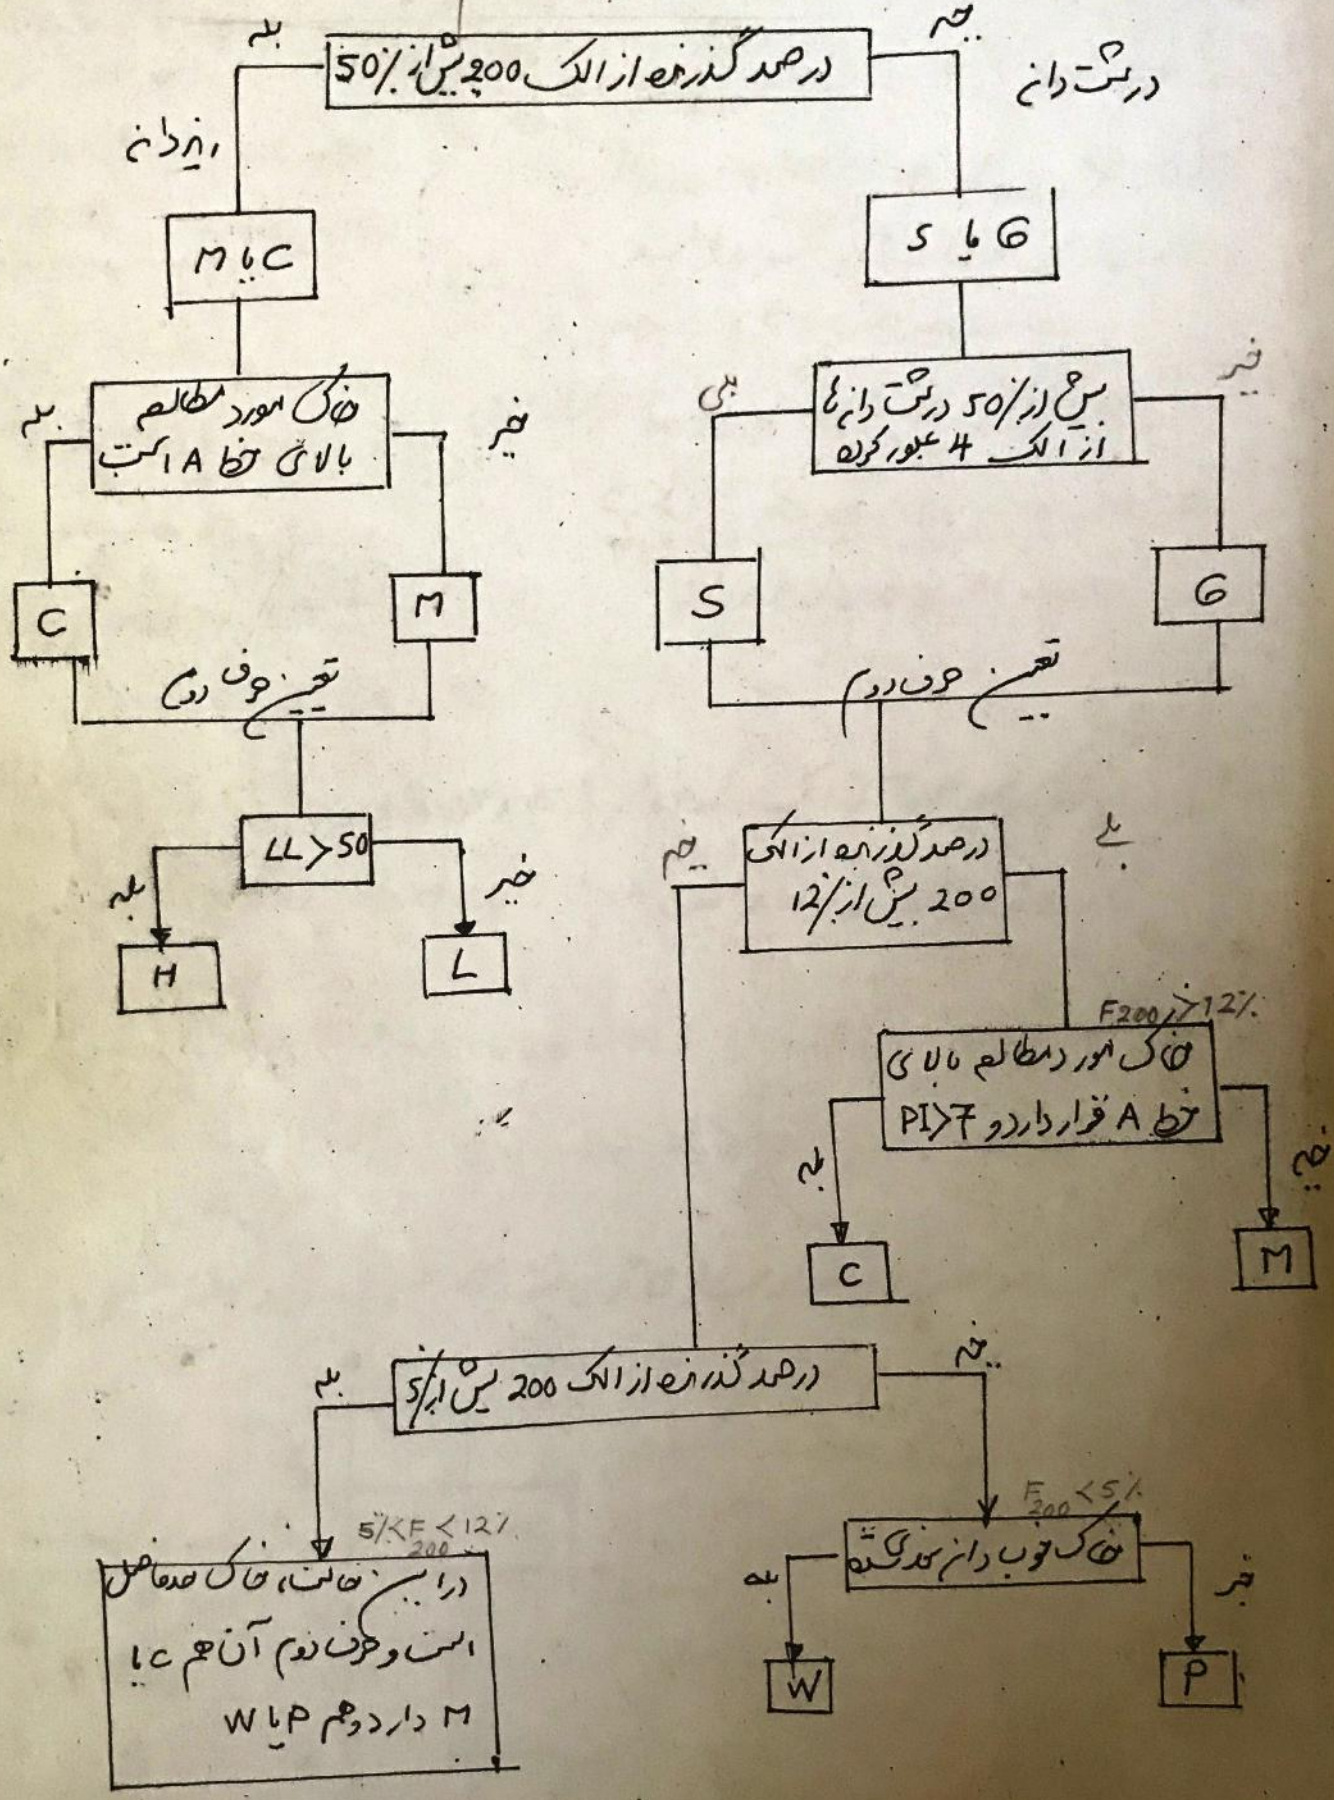 درصد گذرنده از الک 200 بیش از 50٪
بله
خیر
ریزدانه
درشت دانه
C یا M
G یا S
خاک مورد مطالعه
بالای خط A است
بله
خیر
بیش از 50٪ درشت دانه ها
از الک 4 عبور کرده
بلی
خیر
C
M
S
G
تعیین حرف دوم
تعیین حرف دوم
LL>50
بله
خیر
H
L
درصد گذرنده از الک
200 بیش از 12٪
خیر
بلی
F200 > 12٪
خاک مورد مطالعه بالای
خط A قرار دارد و PI>7
بله
خیر
C
M
درصد گذرنده از الک 200 بیش از 5٪
بله
خیر
5٪<F200<12٪
F200 <5٪
در این حالت، خاک حدفاصل
است و حرف دوم آن هم C یا
M دارد و هم P یا W
خاک خوب دانه بندی شده
بله
خیر
W
P